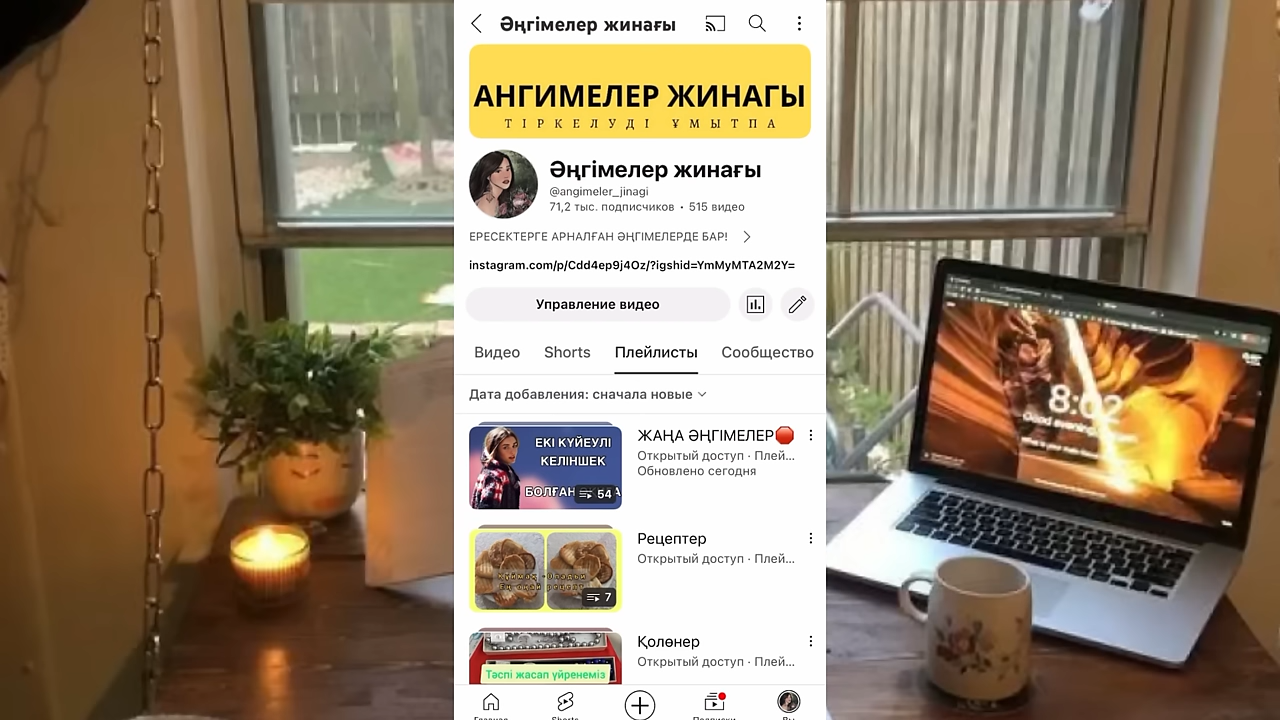 Әңгімелер жинағы
АНГИМЕЛЕР ЖИНАГЫ
ТІРКЕЛУДІ ҰМЫТПА
Әңгімелер жинағы
@angimeler_jinagi
71,2 тыс. подписчиков • 515 видео
ЕРЕСЕКТЕРГЕ АРНАЛҒАН ӘҢГІМЕЛЕРДЕ БАР!
instagram.com/p/Cdd4ep9j4Oz/?igshid=YmMyMTA2M2Y=
Управление видео
Видео Shorts Плейлисты Сообщество
Дата добавления: сначала новые
ЕКІ КҮЙЕУЛІ
КЕЛІНШЕК
54
ЖАҢА ӘҢГІМЕЛЕР
Открытый доступ · Плей...
Обновлено сегодня
7
Рецептер
Открытый доступ · Плей...
Тәспі жасап үйренеміз
Қолөнер
Открытый доступ · Плей...
8:02
Good evening